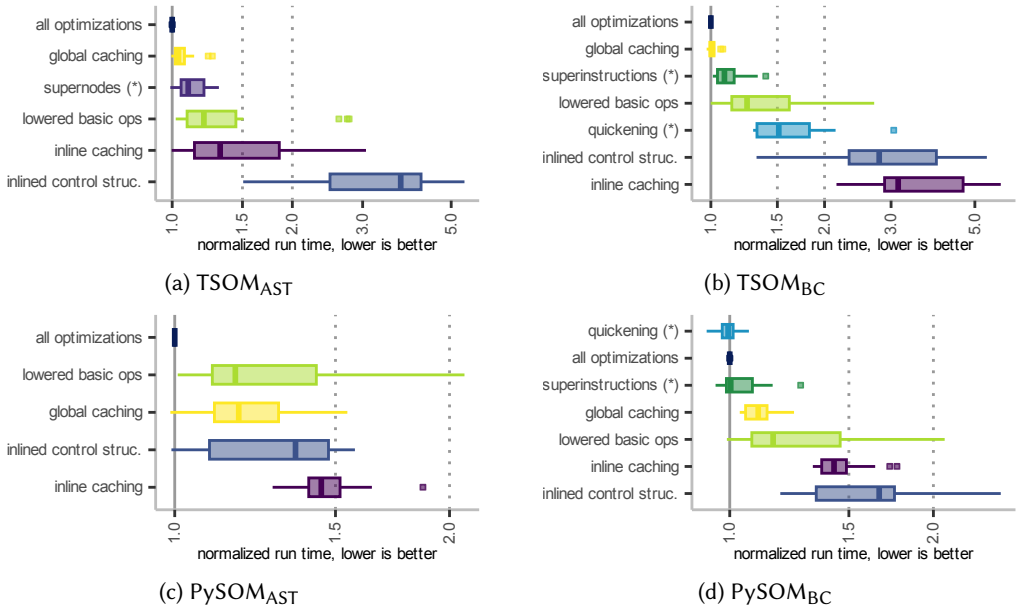 all optimizations
global caching
supernodes (*)
lowered basic ops
inline caching
inlined control struc.
1.0
1.5
2.0
3.0
5.0
normalized run time, lower is better
(a) TSOMAST
all optimizations
global caching
superinstructions (*)
lowered basic ops
quickening (*)
inlined control struc.
inline caching
1.0
1.5
2.0
3.0
5.0
normalized run time, lower is better
(b) TSOMBC
all optimizations
lowered basic ops
global caching
inlined control struc.
inline caching
1.0
1.5
2.0
normalized run time, lower is better
(c) PySOMAST
quickening (*)
all optimizations
superinstructions (*)
global caching
lowered basic ops
inline caching
inlined control struc.
1.0
1.5
2.0
normalized run time, lower is better
(d) PySOMBC